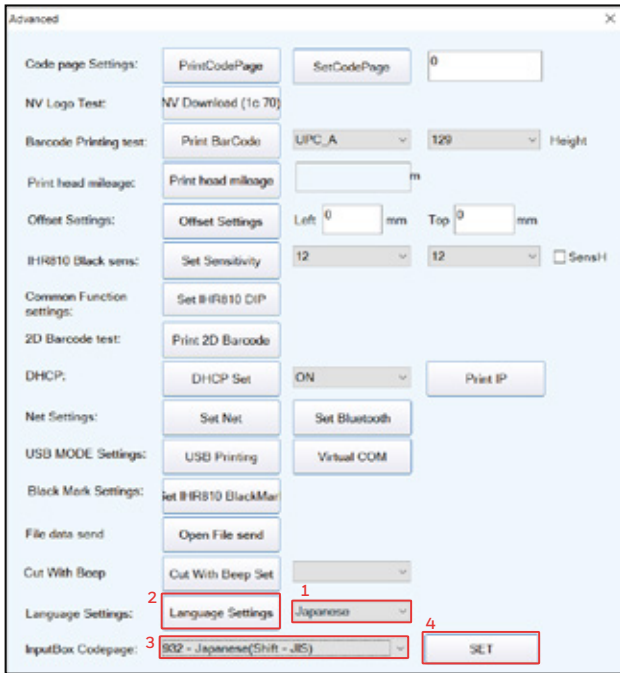 Advanced
Code page Settings: PrintCodePage SetCodePage 0
NV Logo Test: NV Download (1c 70)
Barcode Printing test: Print BarCode UPC_A 129 Height
Print head mileage: Print head mileage m
Offset Settings: Offset Settings Left 0 mm Top 0 mm
IHR810 Black sens: Set Sensitivity 12 12 SensH
Common Function
settings: Set IHR810 DIP
2D Barcode test: Print 2D Barcode
DHCP: DHCP Set ON Print IP
Net Settings: Set Net Set Bluetooth
USB MODE Settings: USB Printing Virtual COM
Black Mark Settings: et IHR810 BlackMar
File data send Open File send
Cut With Beep Cut With Beep Set
2 1
Language Settings: Language Settings Japanese
3 4
InputBox Codepage: 932 - Japanese(Shift - JIS) SET